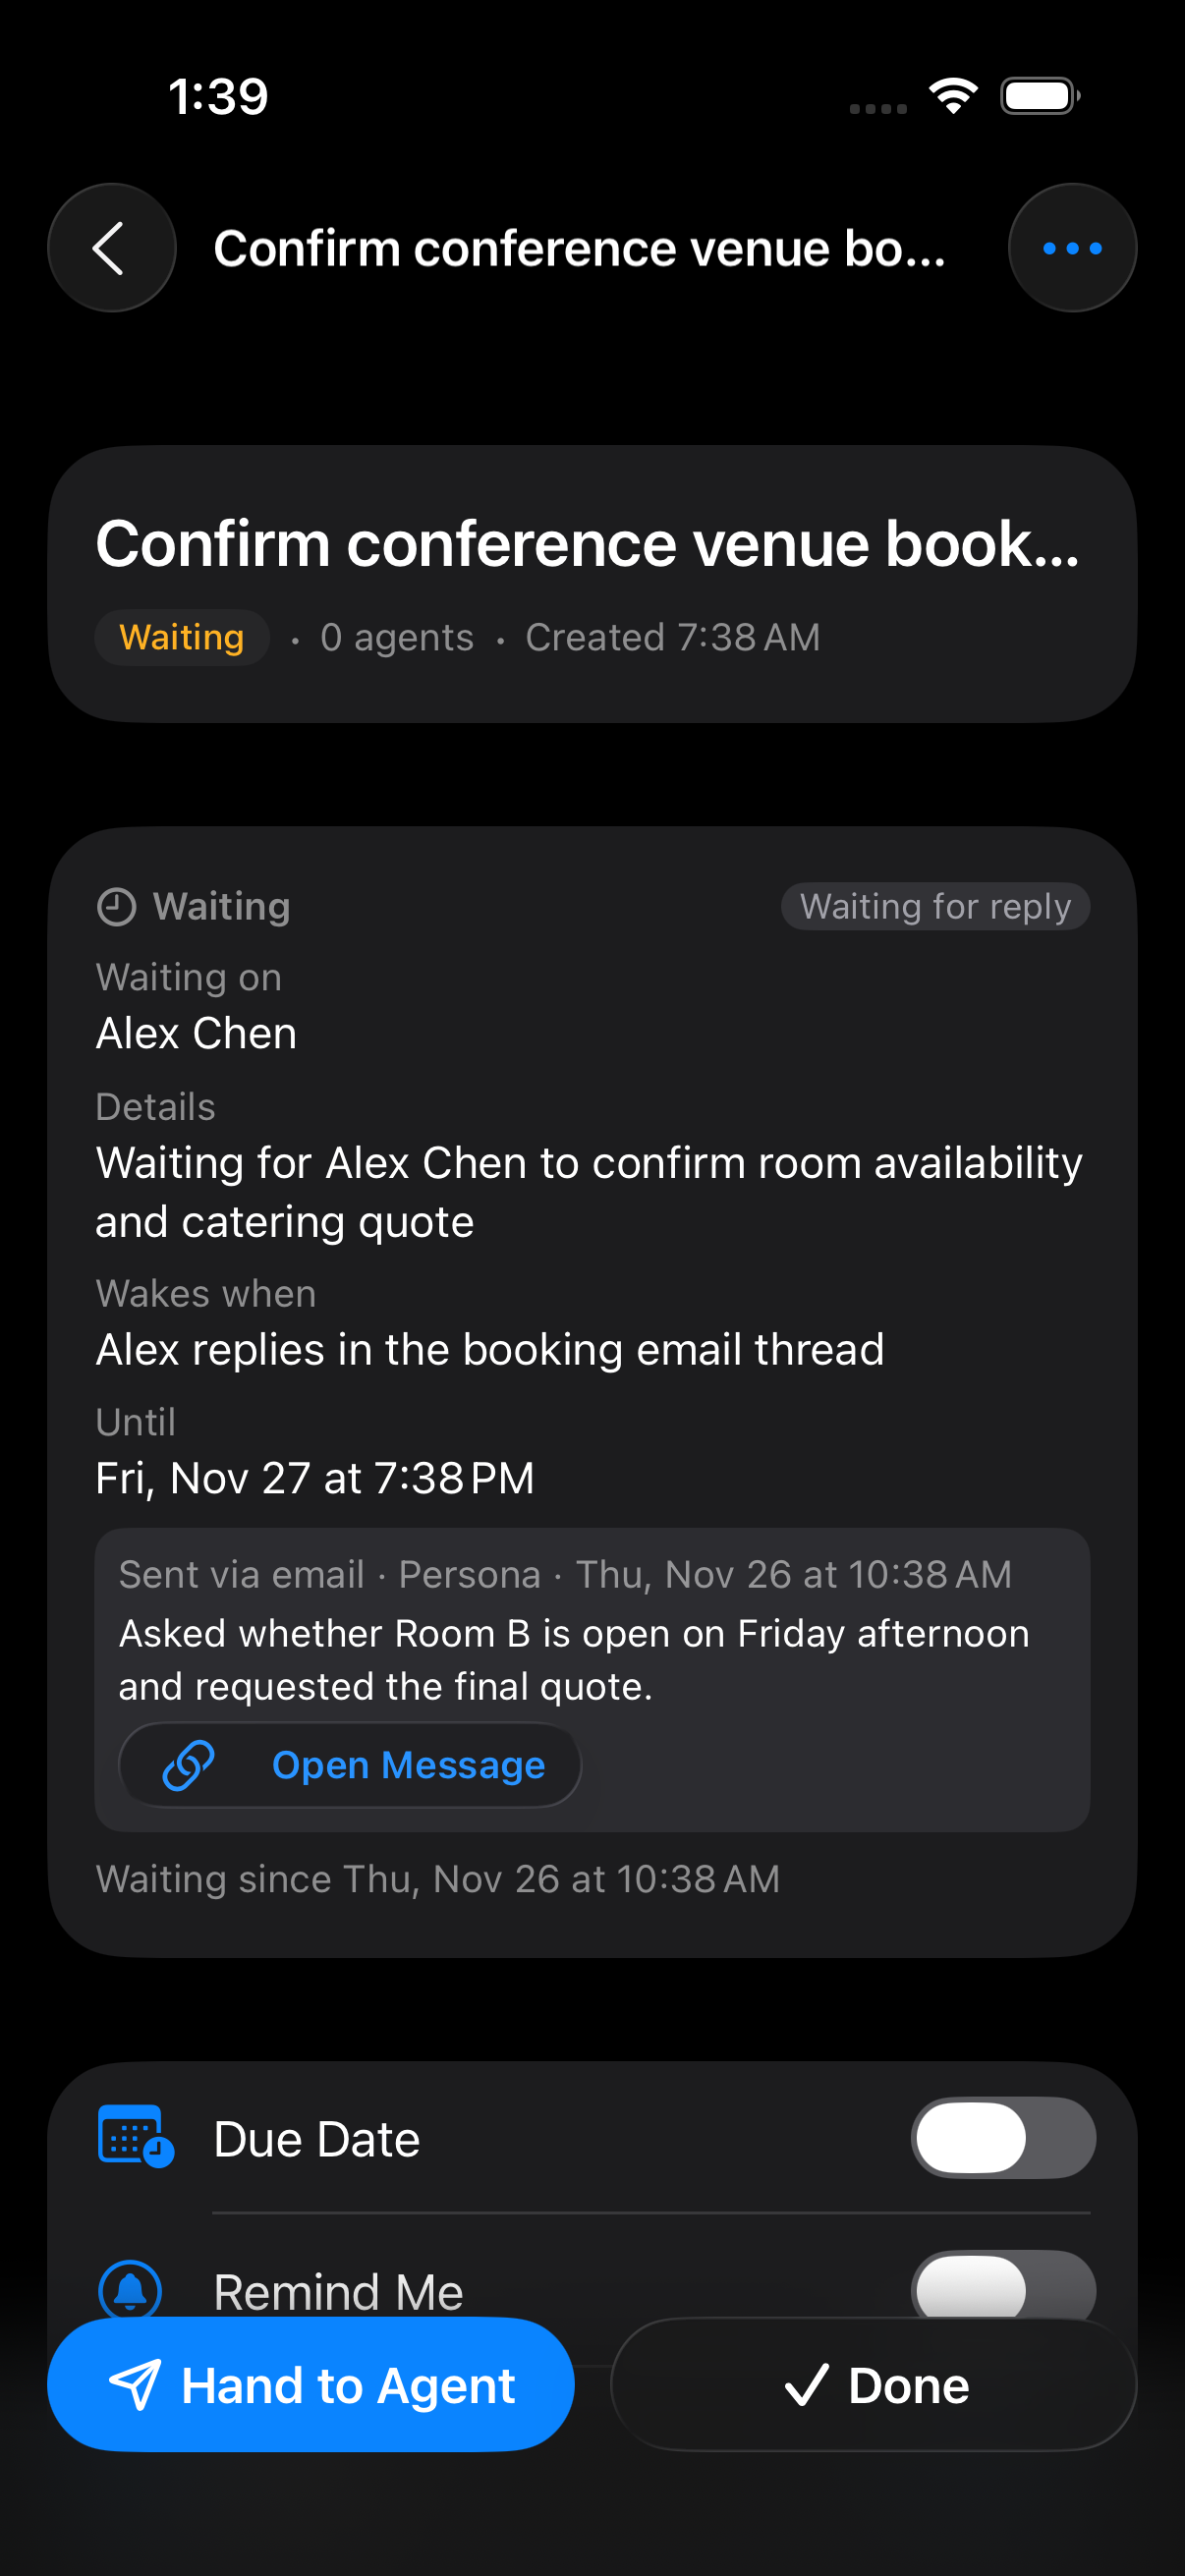 1:39
Confirm conference venue bo...
Confirm conference venue book...
Waiting · 0 agents · Created 7:38 AM
Waiting Waiting for reply
Waiting on
Alex Chen
Details
Waiting for Alex Chen to confirm room availability
and catering quote
Wakes when
Alex replies in the booking email thread
Until
Fri, Nov 27 at 7:38 PM
Sent via email · Persona · Thu, Nov 26 at 10:38 AM
Asked whether Room B is open on Friday afternoon
and requested the final quote.
Open Message
Waiting since Thu, Nov 26 at 10:38 AM
Due Date
Remind Me
Hand to Agent Done